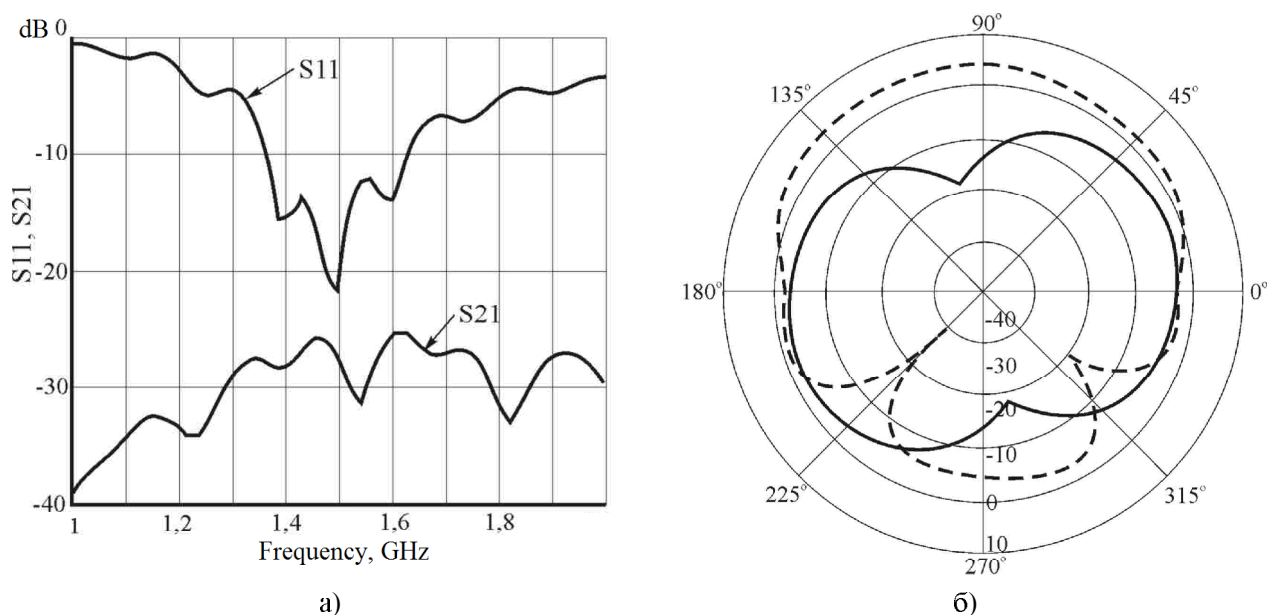 dB 0
S11
-10
S11, S21
-20
S21
-30
-40
1 1,2 1,4 1,6 1,8
Frequency, GHz
а)
90°
135° 45°
180° 0°
-40
-30
-20
-10
225° 315°
0
10
270°
б)